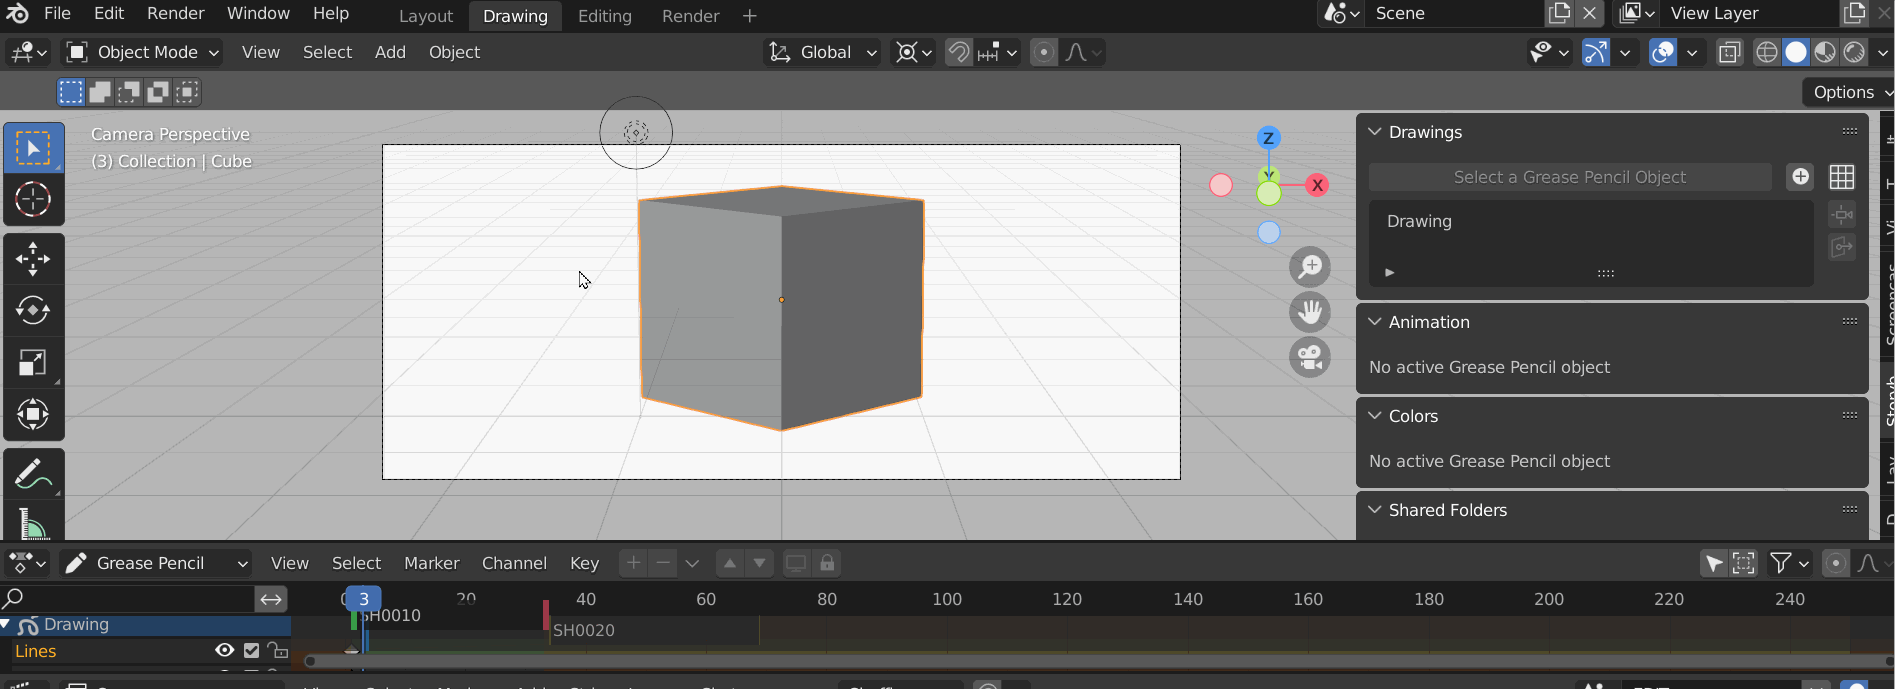 File Edit Render Window Help Layout Drawing Editing Render + Scene View Layer
Object Mode View Select Add Object Global
Options
Camera Perspective
(3) Collection | Cube
Z
Y
X
Drawings
Select a Grease Pencil Object
Drawing
Animation
No active Grease Pencil object
Colors
No active Grease Pencil object
Shared Folders
Grease Pencil View Select Marker Channel Key
3 20 40 60 80 100 120 140 160 180 200 220 240
SH0010
SH0020
Drawing
Lines